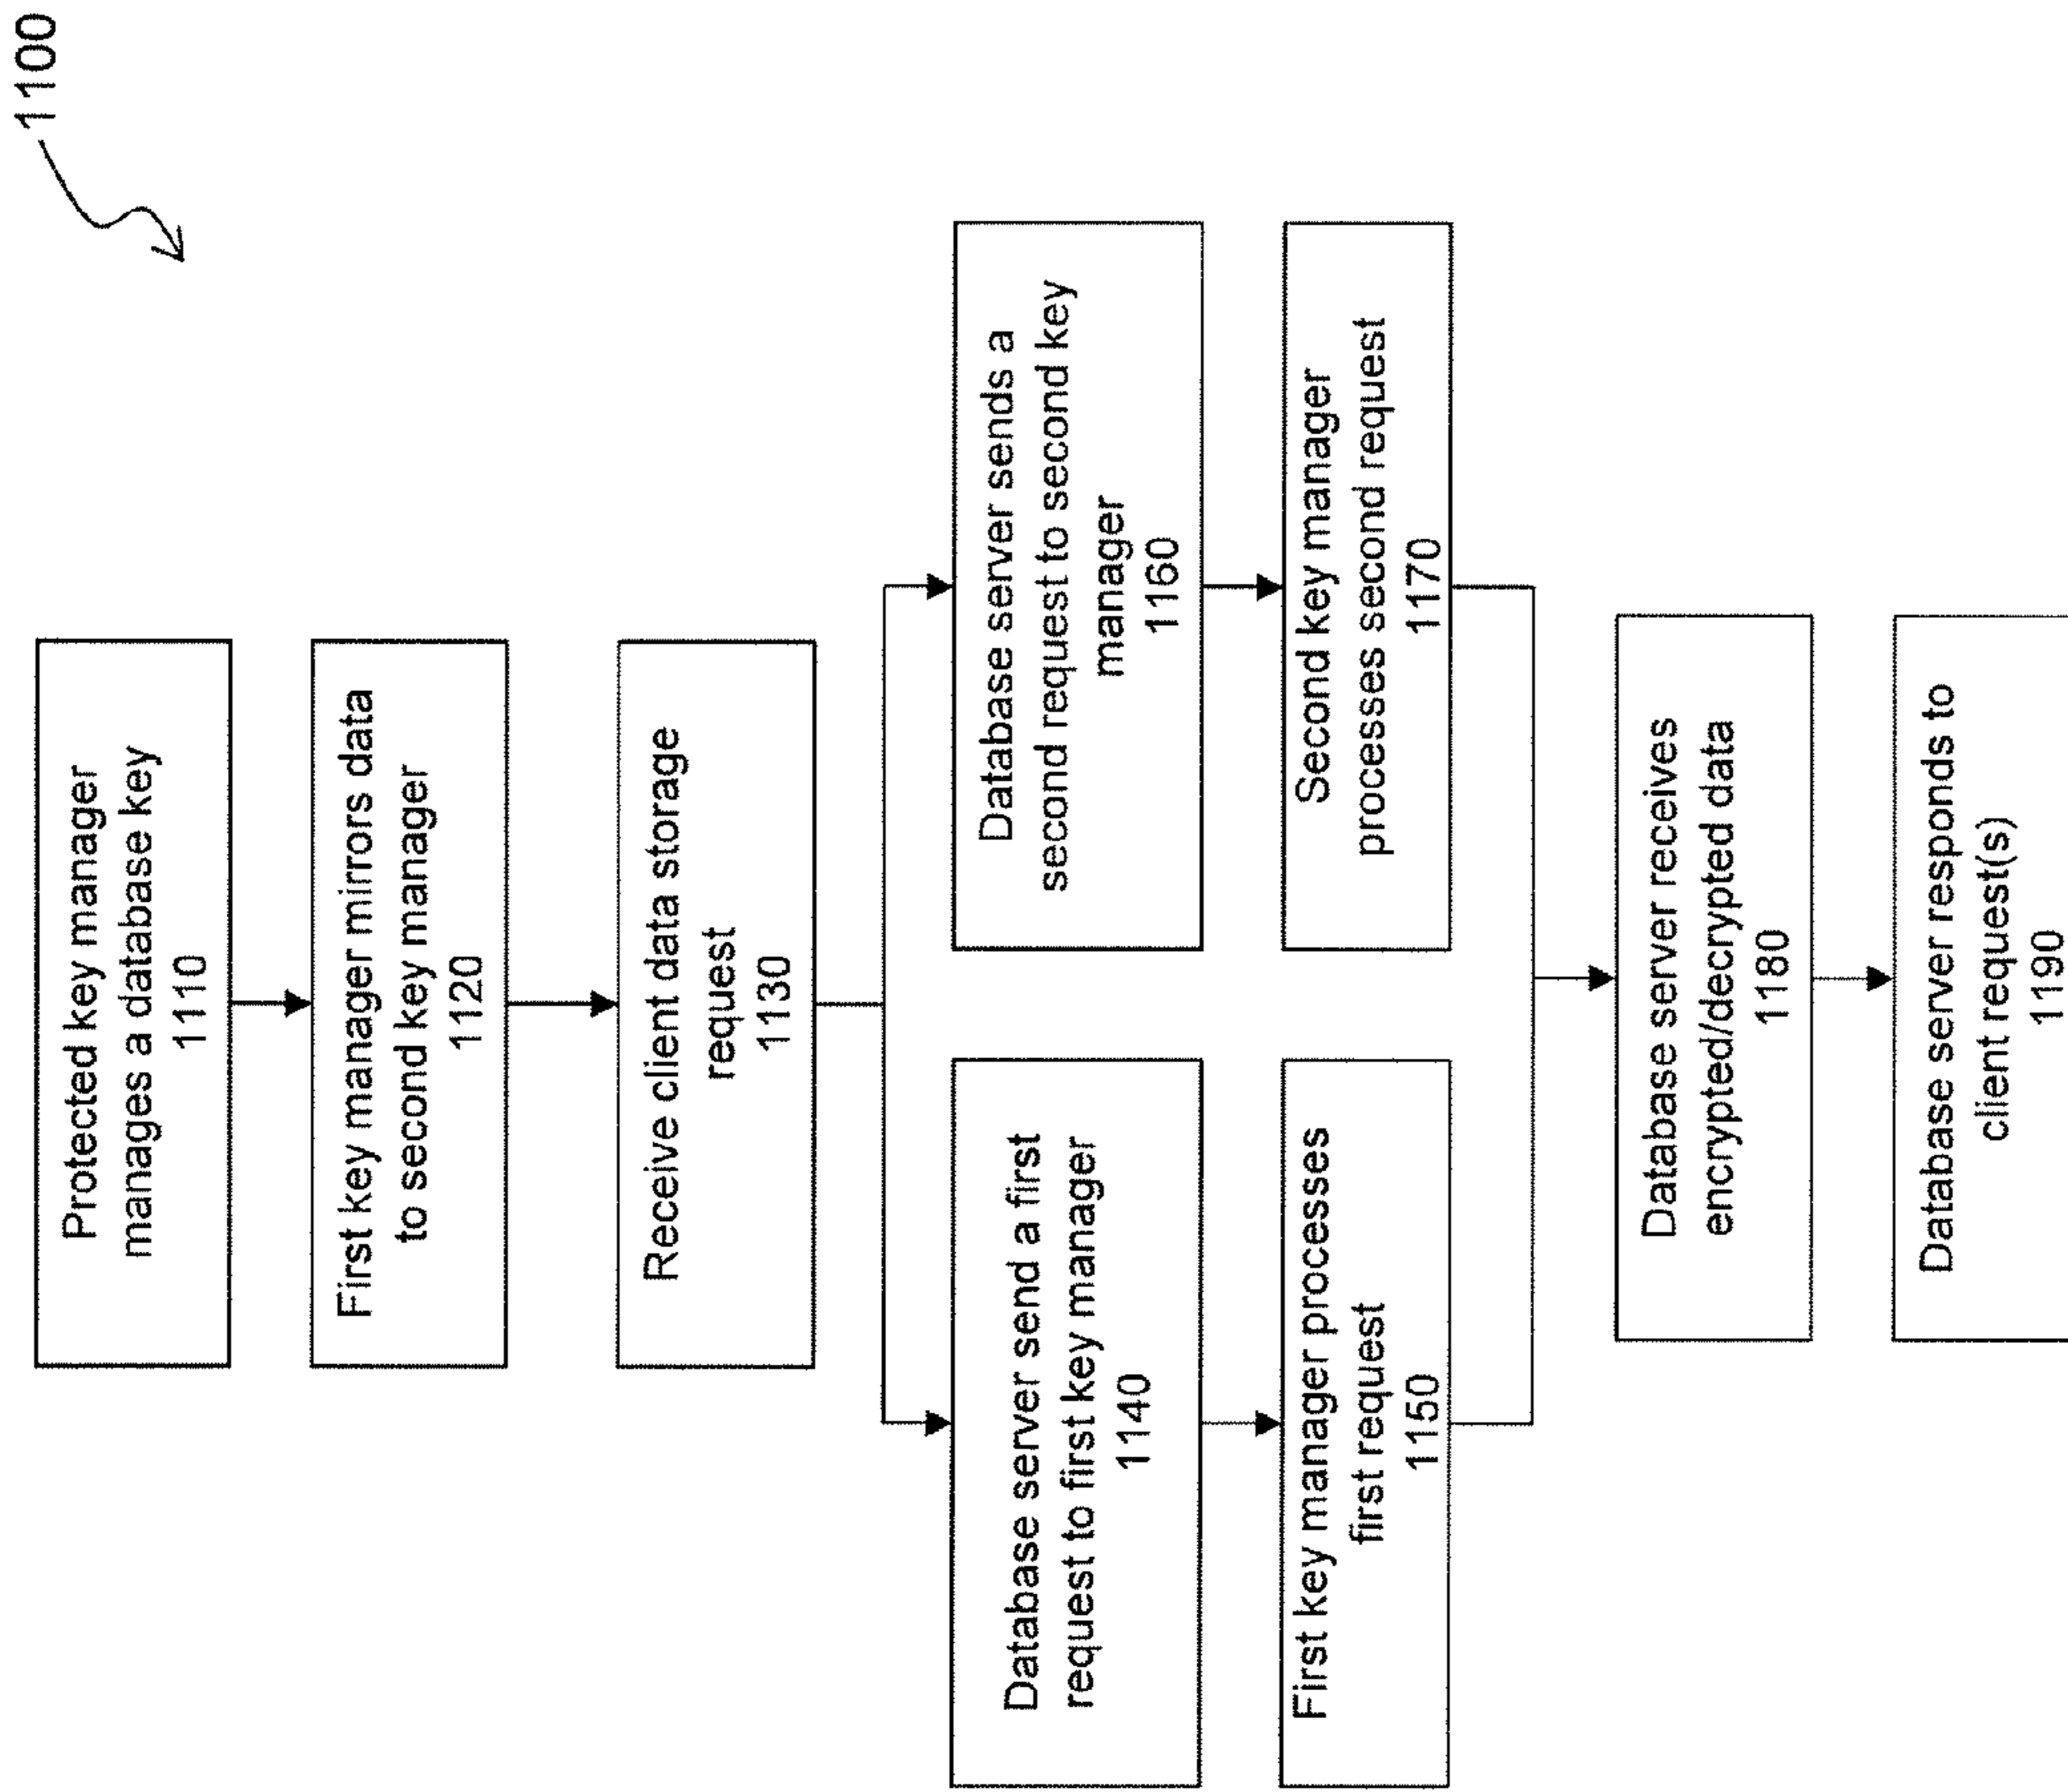 1100
Protected key manager
manages a database key
1110
First key manager mirrors data
to second key manager
1120
Receive client data storage
request
1130
Database server send a first
request to first key manager
1140
First key manager processes
first request
1150
Database server sends a
second request to second key
manager
1160
Second key manager
processes second request
1170
Database server receives
encrypted/decrypted data
1180
Database server responds to
client request(s)
1190